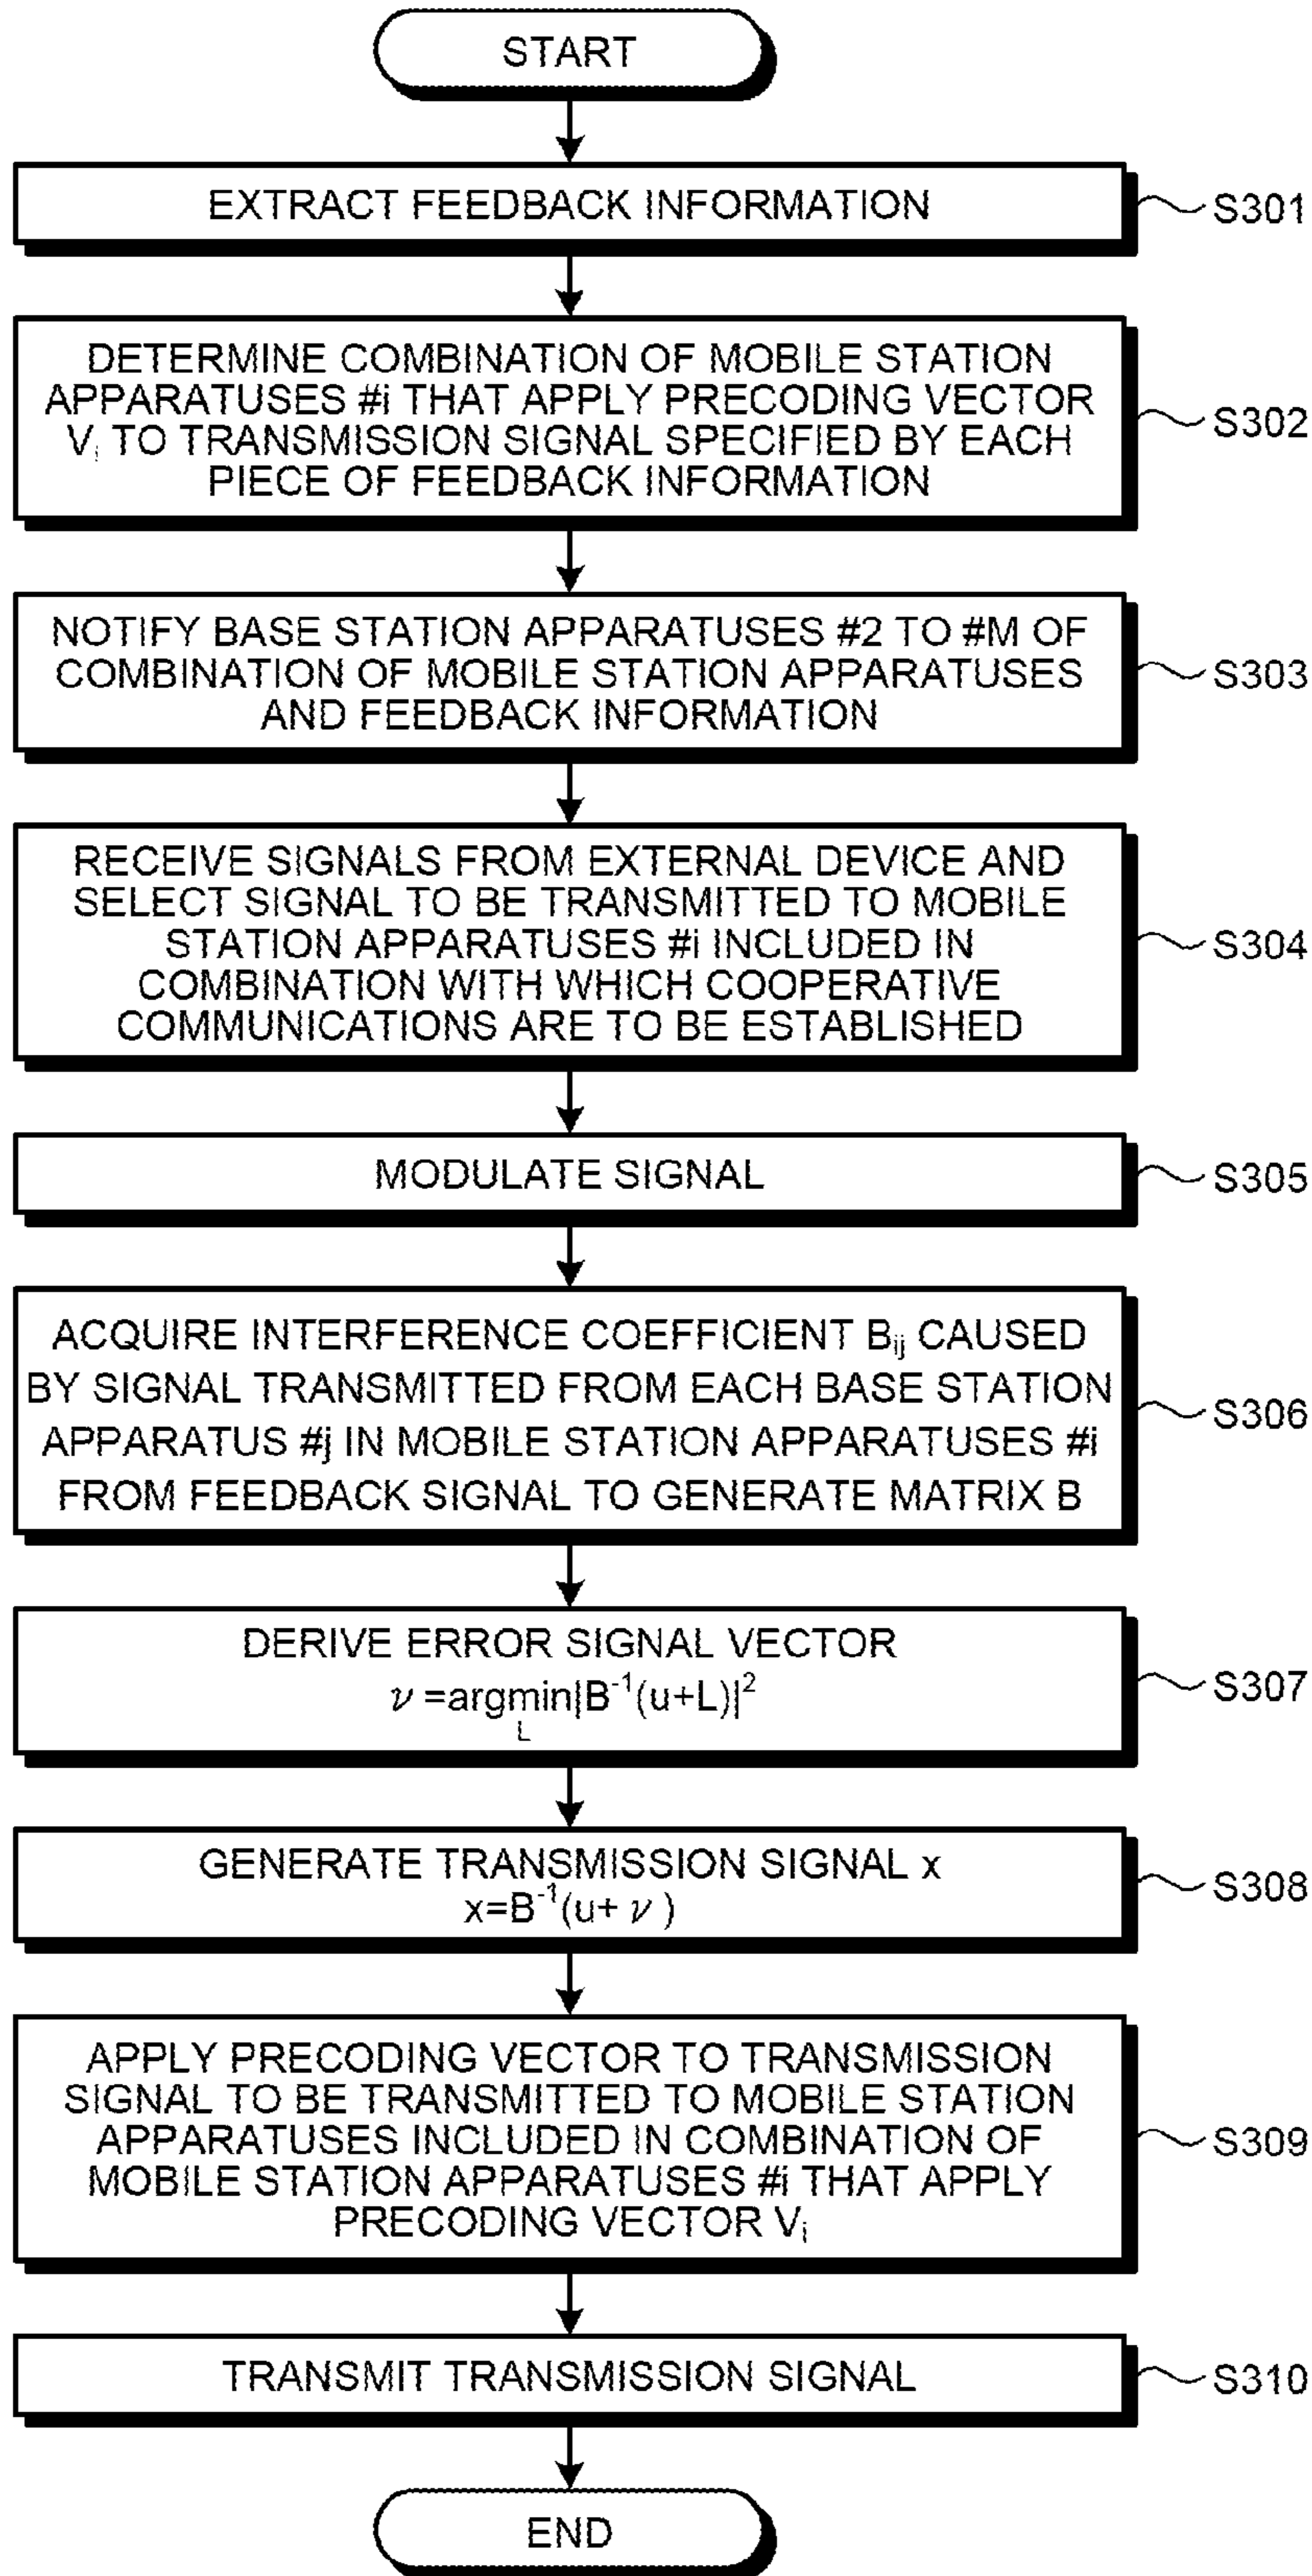 START
EXTRACT FEEDBACK INFORMATION
S301
DETERMINE COMBINATION OF MOBILE STATION
APPARATUSES #i THAT APPLY PRECODING VECTOR
Vi TO TRANSMISSION SIGNAL SPECIFIED BY EACH
PIECE OF FEEDBACK INFORMATION
S302
NOTIFY BASE STATION APPARATUSES #2 TO #M OF
COMBINATION OF MOBILE STATION APPARATUSES
AND FEEDBACK INFORMATION
S303
RECEIVE SIGNALS FROM EXTERNAL DEVICE AND
SELECT SIGNAL TO BE TRANSMITTED TO MOBILE
STATION APPARATUSES #i INCLUDED IN
COMBINATION WITH WHICH COOPERATIVE
COMMUNICATIONS ARE TO BE ESTABLISHED
S304
MODULATE SIGNAL
S305
ACQUIRE INTERFERENCE COEFFICIENT Bij CAUSED
BY SIGNAL TRANSMITTED FROM EACH BASE STATION
APPARATUS #j IN MOBILE STATION APPARATUSES #i
FROM FEEDBACK SIGNAL TO GENERATE MATRIX B
S306
DERIVE ERROR SIGNAL VECTOR
ν =argmin|B⁻¹(u+L)|²
L
S307
GENERATE TRANSMISSION SIGNAL x
x=B⁻¹(u+ ν )
S308
APPLY PRECODING VECTOR TO TRANSMISSION
SIGNAL TO BE TRANSMITTED TO MOBILE STATION
APPARATUSES INCLUDED IN COMBINATION OF
MOBILE STATION APPARATUSES #i THAT APPLY
PRECODING VECTOR Vi
S309
TRANSMIT TRANSMISSION SIGNAL
S310
END